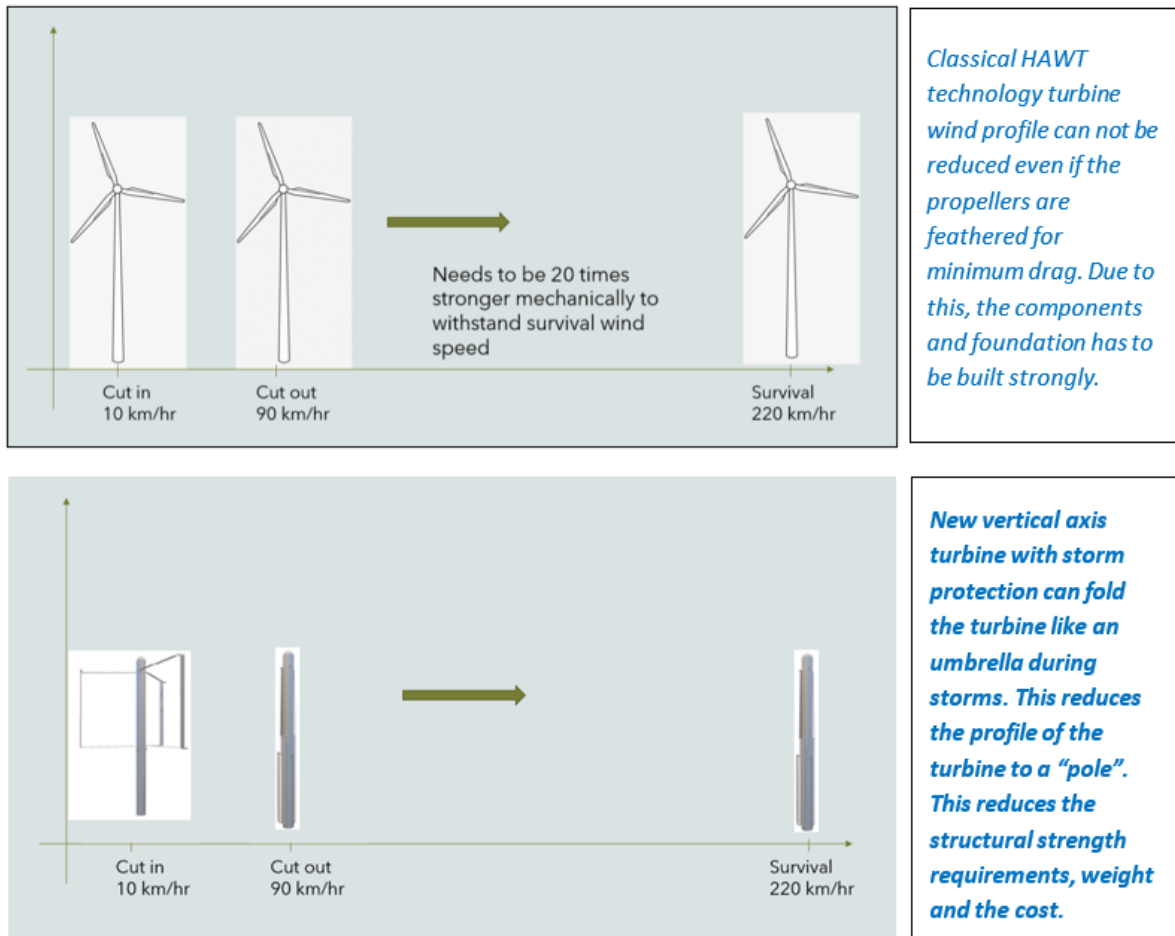 Classical HAWT
technology turbine
wind profile can not be
reduced even if the
propellers are
feathered for
minimum drag. Due to
this, the components
and foundation has to
be built strongly.
Needs to be 20 times
stronger mechanically to
withstand survival wind
speed
Cut in
10 km/hr
Cut out
90 km/hr
Survival
220 km/hr
New vertical axis
turbine with storm
protection can fold
the turbine like an
umbrella during
storms. This reduces
the profile of the
turbine to a “pole”.
This reduces the
structural strength
requirements, weight
and the cost.
Cut in
10 km/hr
Cut out
90 km/hr
Survival
220 km/hr